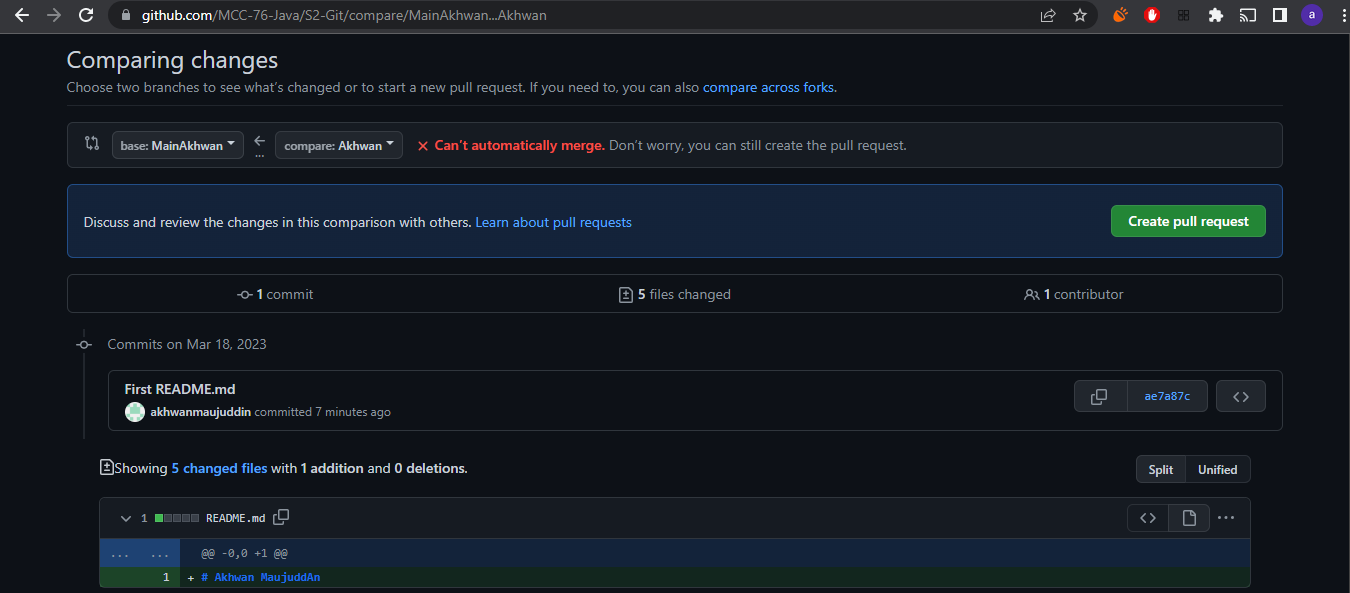 github.com/MCC-76-Java/S2-Git/compare/MainAkhwan...Akhwan
a
Comparing changes
Choose two branches to see what's changed or to start a new pull request. If you need to, you can also compare across forks.
base: MainAkhwan
...
compare: Akhwan
Can't automatically merge. Don't worry, you can still create the pull request.
Discuss and review the changes in this comparison with others. Learn about pull requests
Create pull request
1 commit
5 files changed
1 contributor
Commits on Mar 18, 2023
First README.md
akhwanmaujuddin committed 7 minutes ago
ae7a87c
Showing 5 changed files with 1 addition and 0 deletions.
Split
Unified
1 README.md
... ... @@ -0,0 +1 @@
1 + # Akhwan MaujuddAn